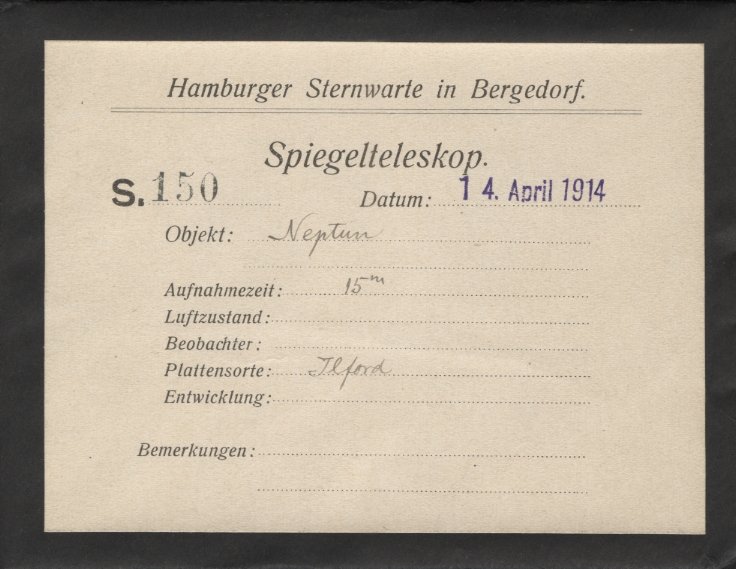 Hamburger Sternwarte in Bergedorf.
Spiegelteleskop.
S. 150 Datum: 14. April 1914
Objekt: Neptun
Aufnahmezeit: 15ᵐ
Luftzustand:
Beobachter:
Plattensorte: Ilford
Entwicklung:
Bemerkungen: